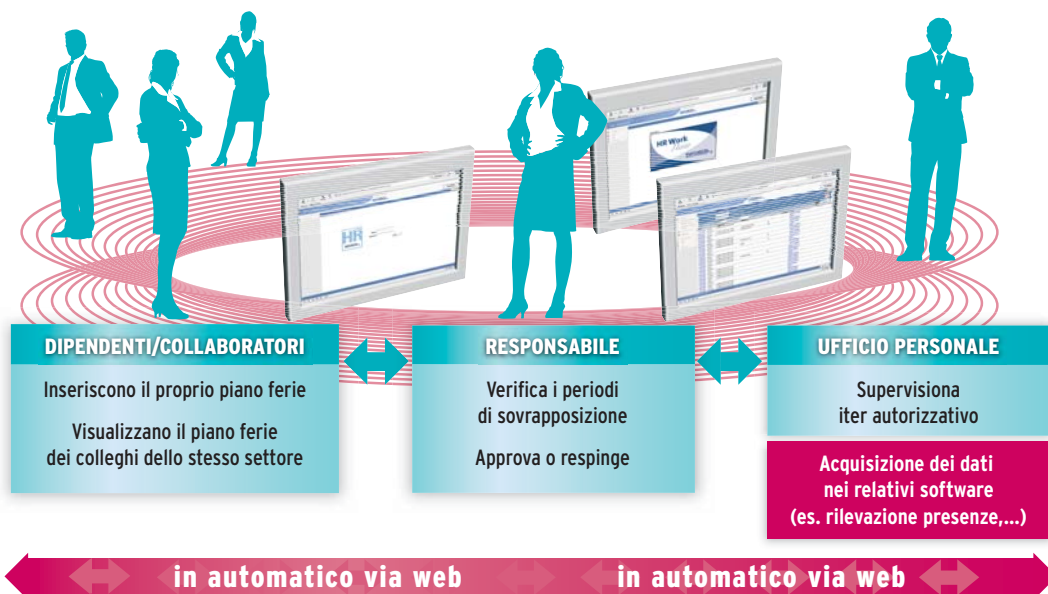 HR Work
HR
DIPENDENTI/COLLABORATORI
Inseriscono il proprio piano ferie
Visualizzano il piano ferie
dei colleghi dello stesso settore
RESPONSABILE
Verifica i periodi
di sovrapposizione
Approva o respinge
UFFICIO PERSONALE
Supervisiona
iter autorizzativo
Acquisizione dei dati
nei relativi software
(es. rilevazione presenze,...)
in automatico via web
in automatico via web